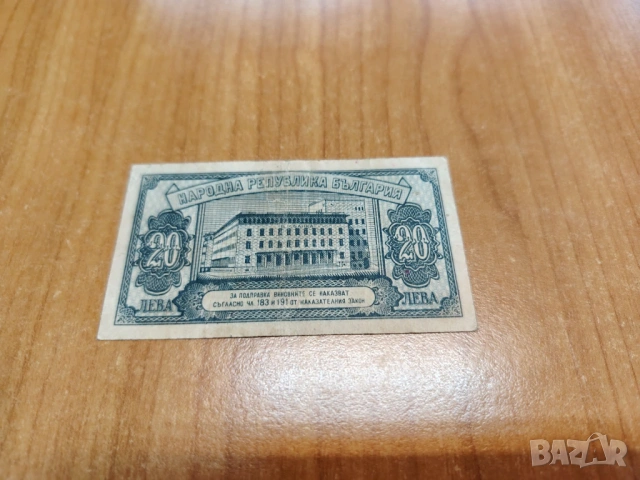 НАРОДНА РЕПУБЛИКА БЪЛГАРИЯ
20 20
ЛЕВА ЛЕВА
ЗА ПОДПРАВКА ВИНОВНИТЕ СЕ НАКАЗВАТ
СЪГЛАСНО ЧЛ. 183 И 191 ОТ НАКАЗАТЕЛНИЯ ЗАКОН
BAZAR